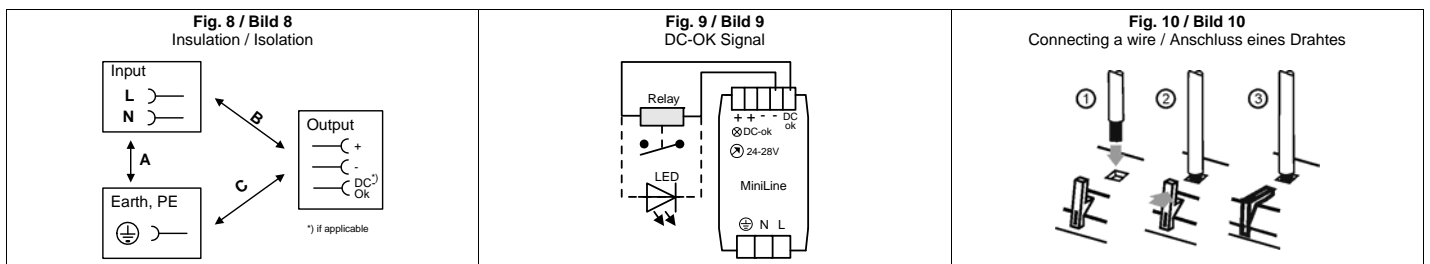 Fig. 8 / Bild 8
Insulation / Isolation
Input
L
N
B
Output
+
-
DC *)
Ok
A
C
Earth, PE
*) if applicable
Fig. 9 / Bild 9
DC-OK Signal
Relay
+ + - - DC
ok
DC-ok
24-28V
LED
MiniLine
N L
Fig. 10 / Bild 10
Connecting a wire / Anschluss eines Drahtes
① ② ③